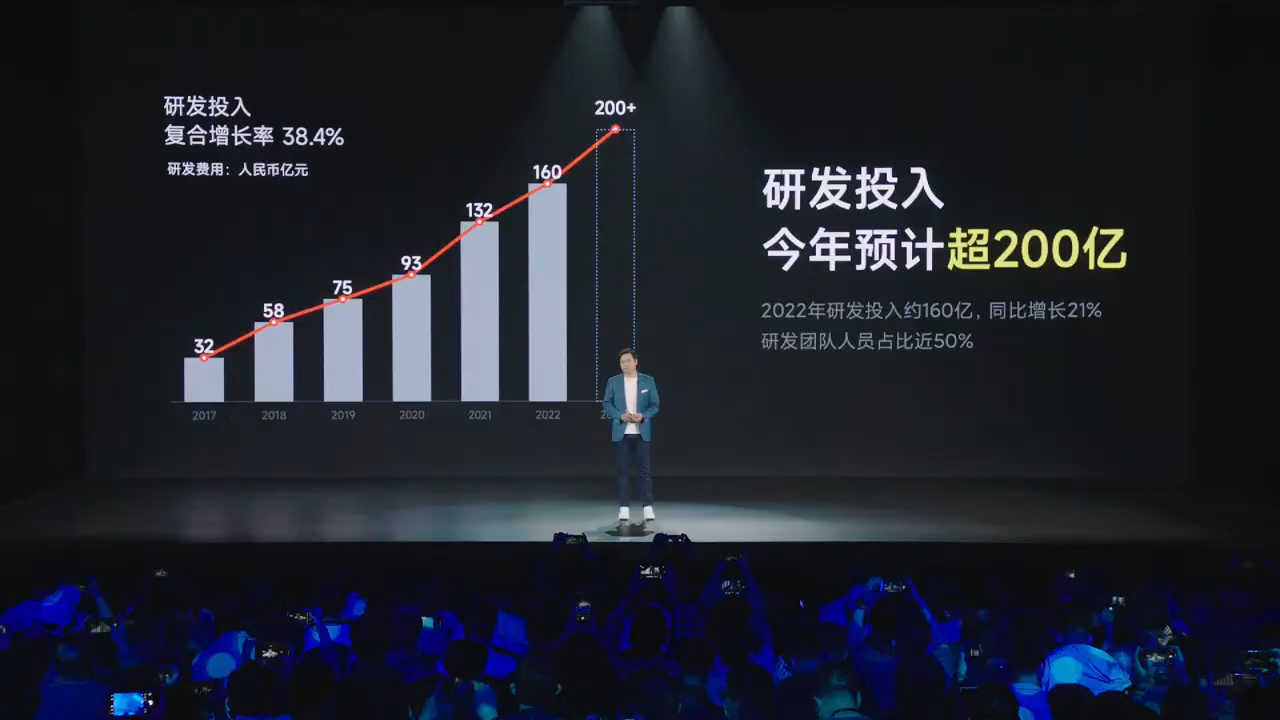 研发投入
复合增长率 38.4%
研发费用：人民币亿元
32
58
75
93
132
160
200+
2017
2018
2019
2020
2021
2022
研发投入
今年预计超200亿
2022年研发投入约160亿，同比增长21%
研发团队人员占比近50%